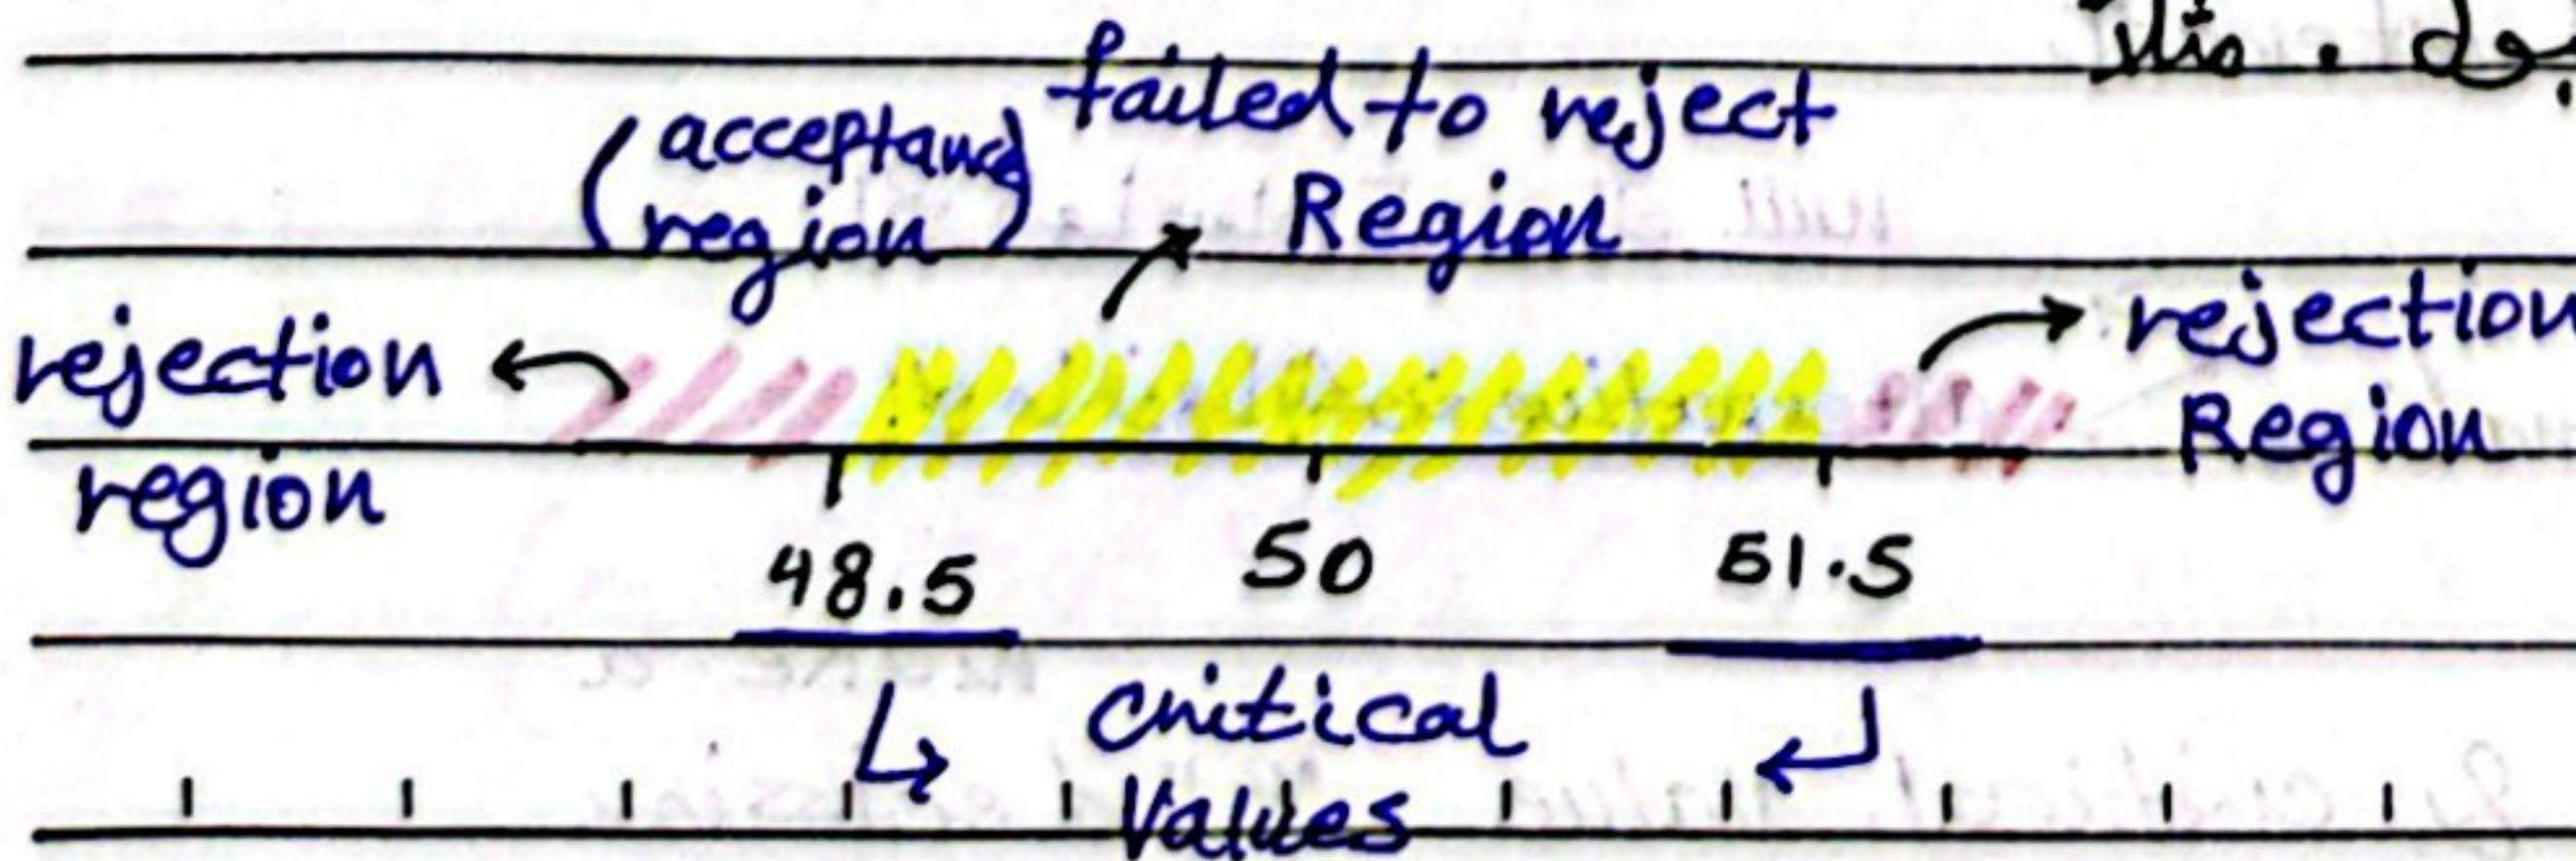 failed to reject
(acceptance
region)
Region
rejection
region
rejection
Region
48.5 50 51.5
Critical
Values